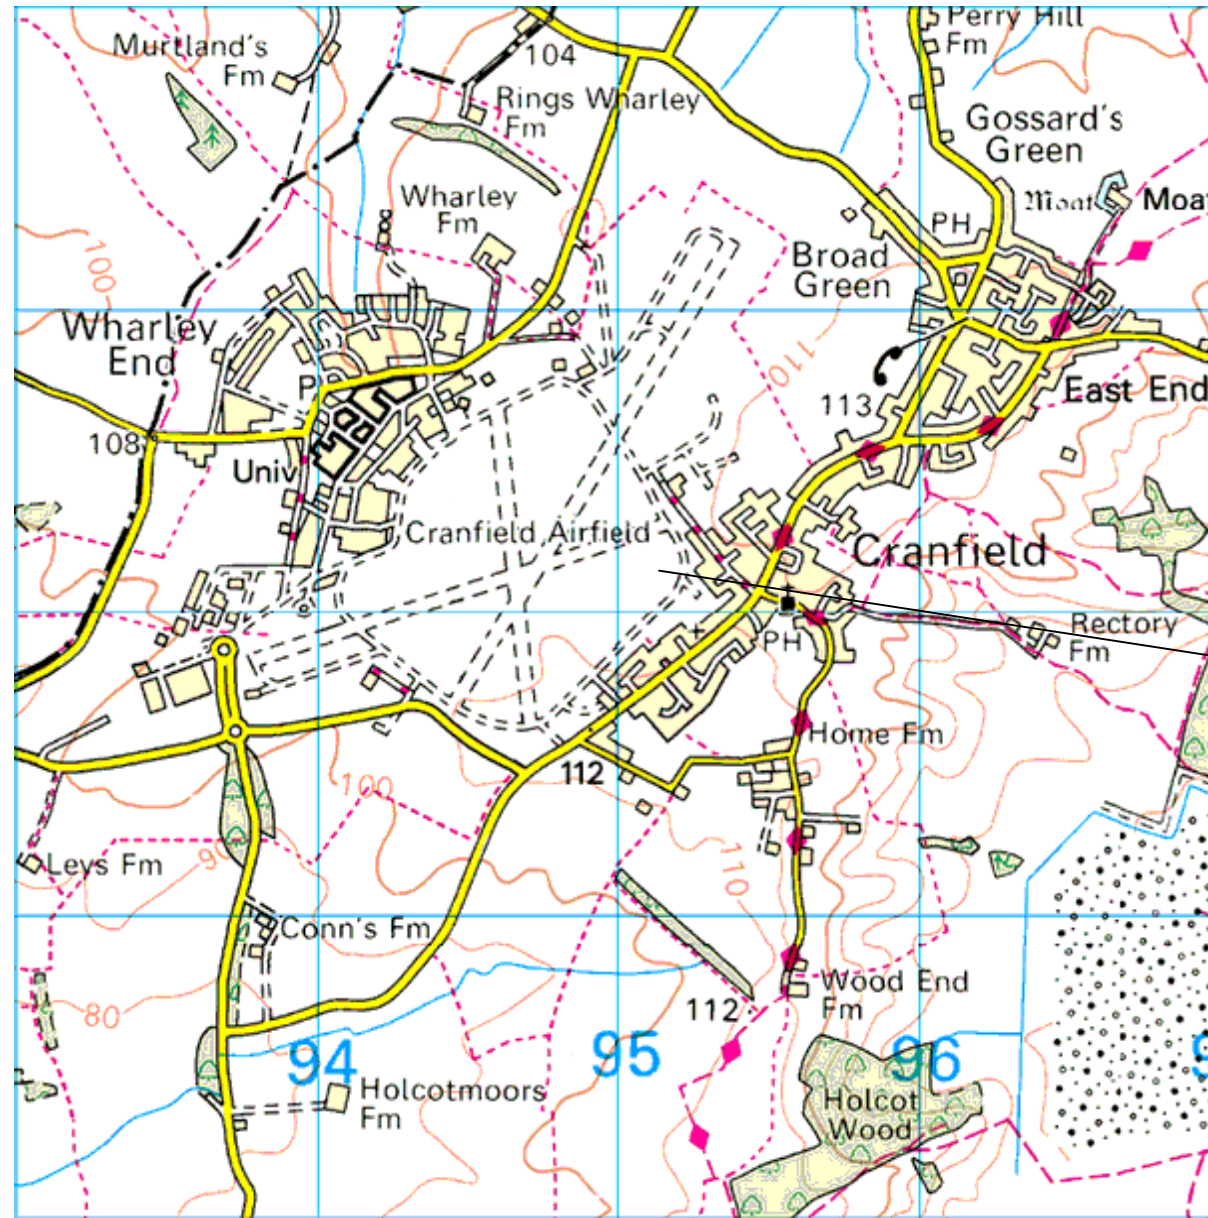 Murtland's
Fm
104
Perry Hill
Fm
Rings Wharley
Fm
Gossard's
Green
Wharley
Fm
Moat
PH
100
Broad
Green
Wharley
End
110
East End
113
108
Univ
Cranfield Airfield
Cranfield
Rectory
Fm
PH
Home Fm
112
100
90
Leys Fm
110
Conn's Fm
Wood End
Fm
80
112
94
95
96
Holcotmoors
Fm
Holcot
Wood